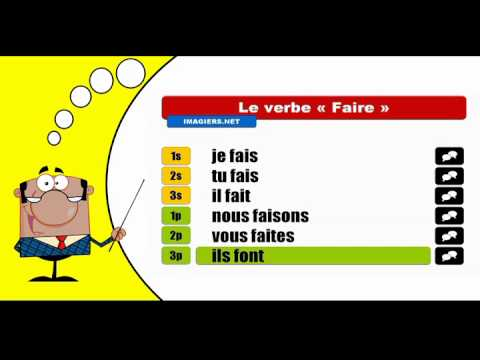 Le verbe « Faire »
IMAGIERS.NET
1s je fais
2s tu fais
3s il fait
1p nous faisons
2p vous faites
3p ils font